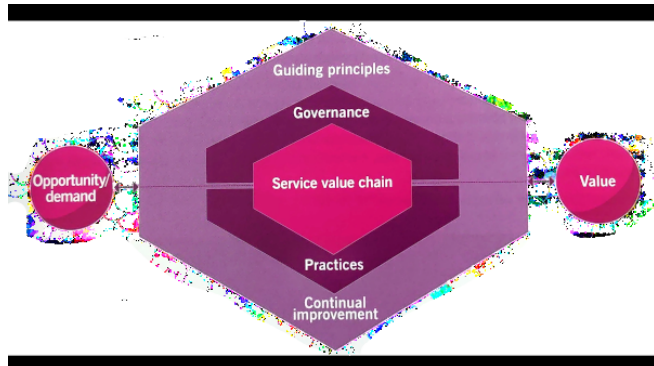 Guiding principles
Governance
Opportunity/
demand
Service value chain
Value
Practices
Continual
improvement